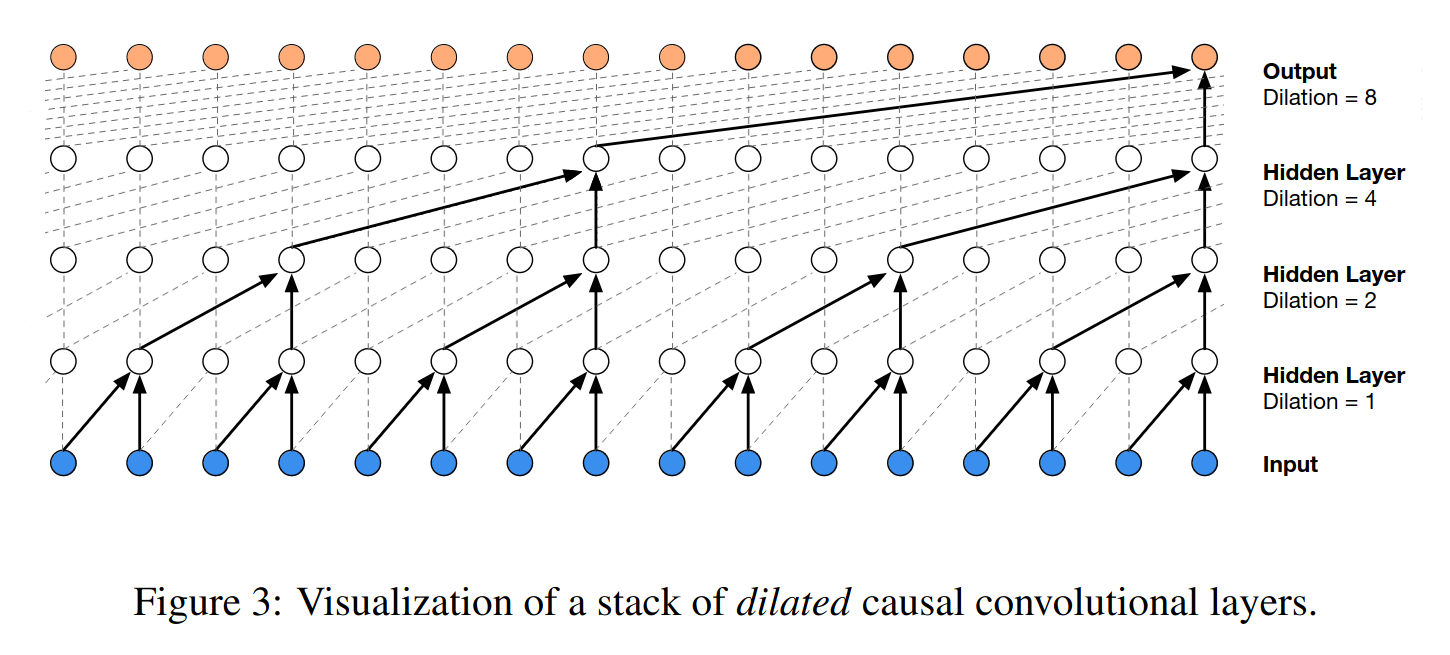 Output
Dilation = 8
Hidden Layer
Dilation = 4
Hidden Layer
Dilation = 2
Hidden Layer
Dilation = 1
Input
Figure 3: Visualization of a stack of dilated causal convolutional layers.